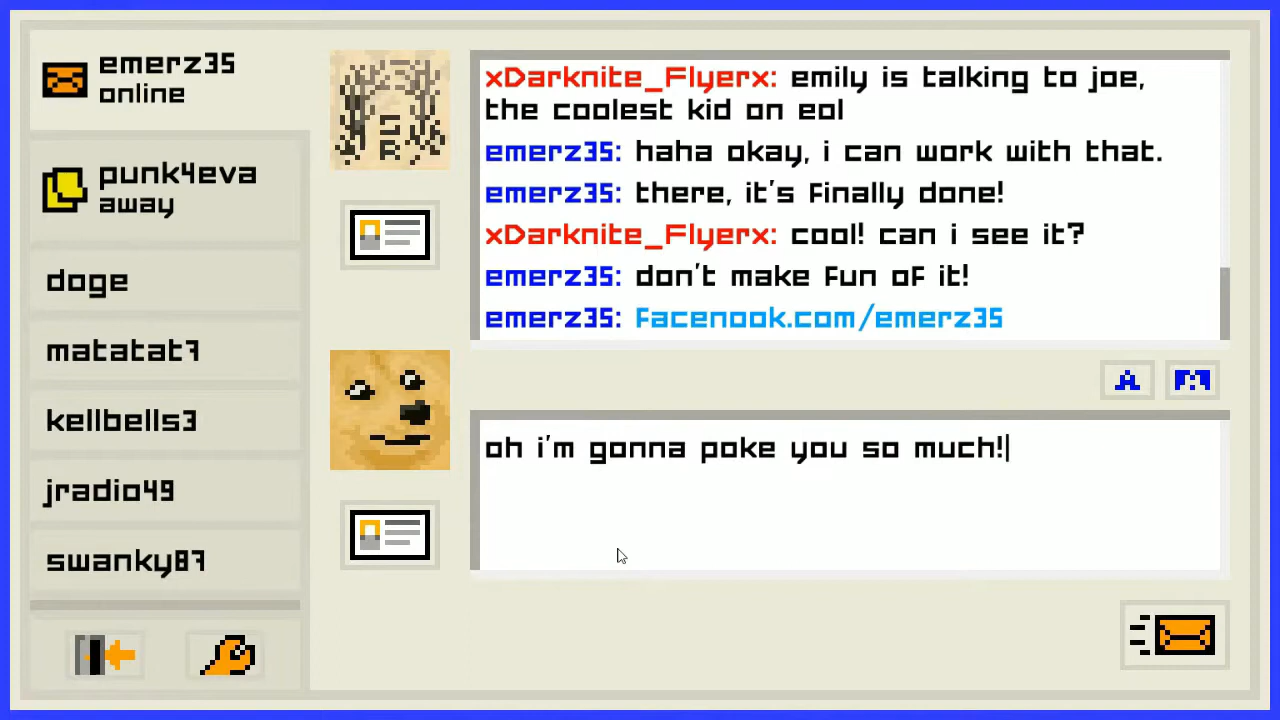 emerz35
online
punk4eva
away
doge
matatat7
kellbells3
jradio49
swanky87
xDarknite_Flyerx: emily is talking to joe,
the coolest kid on eol
emerz35: haha okay, i can work with that.
emerz35: there, it's finally done!
xDarknite_Flyerx: cool! can i see it?
emerz35: don't make fun of it!
emerz35: facenook.com/emerz35
A
oh i'm gonna poke you so much!